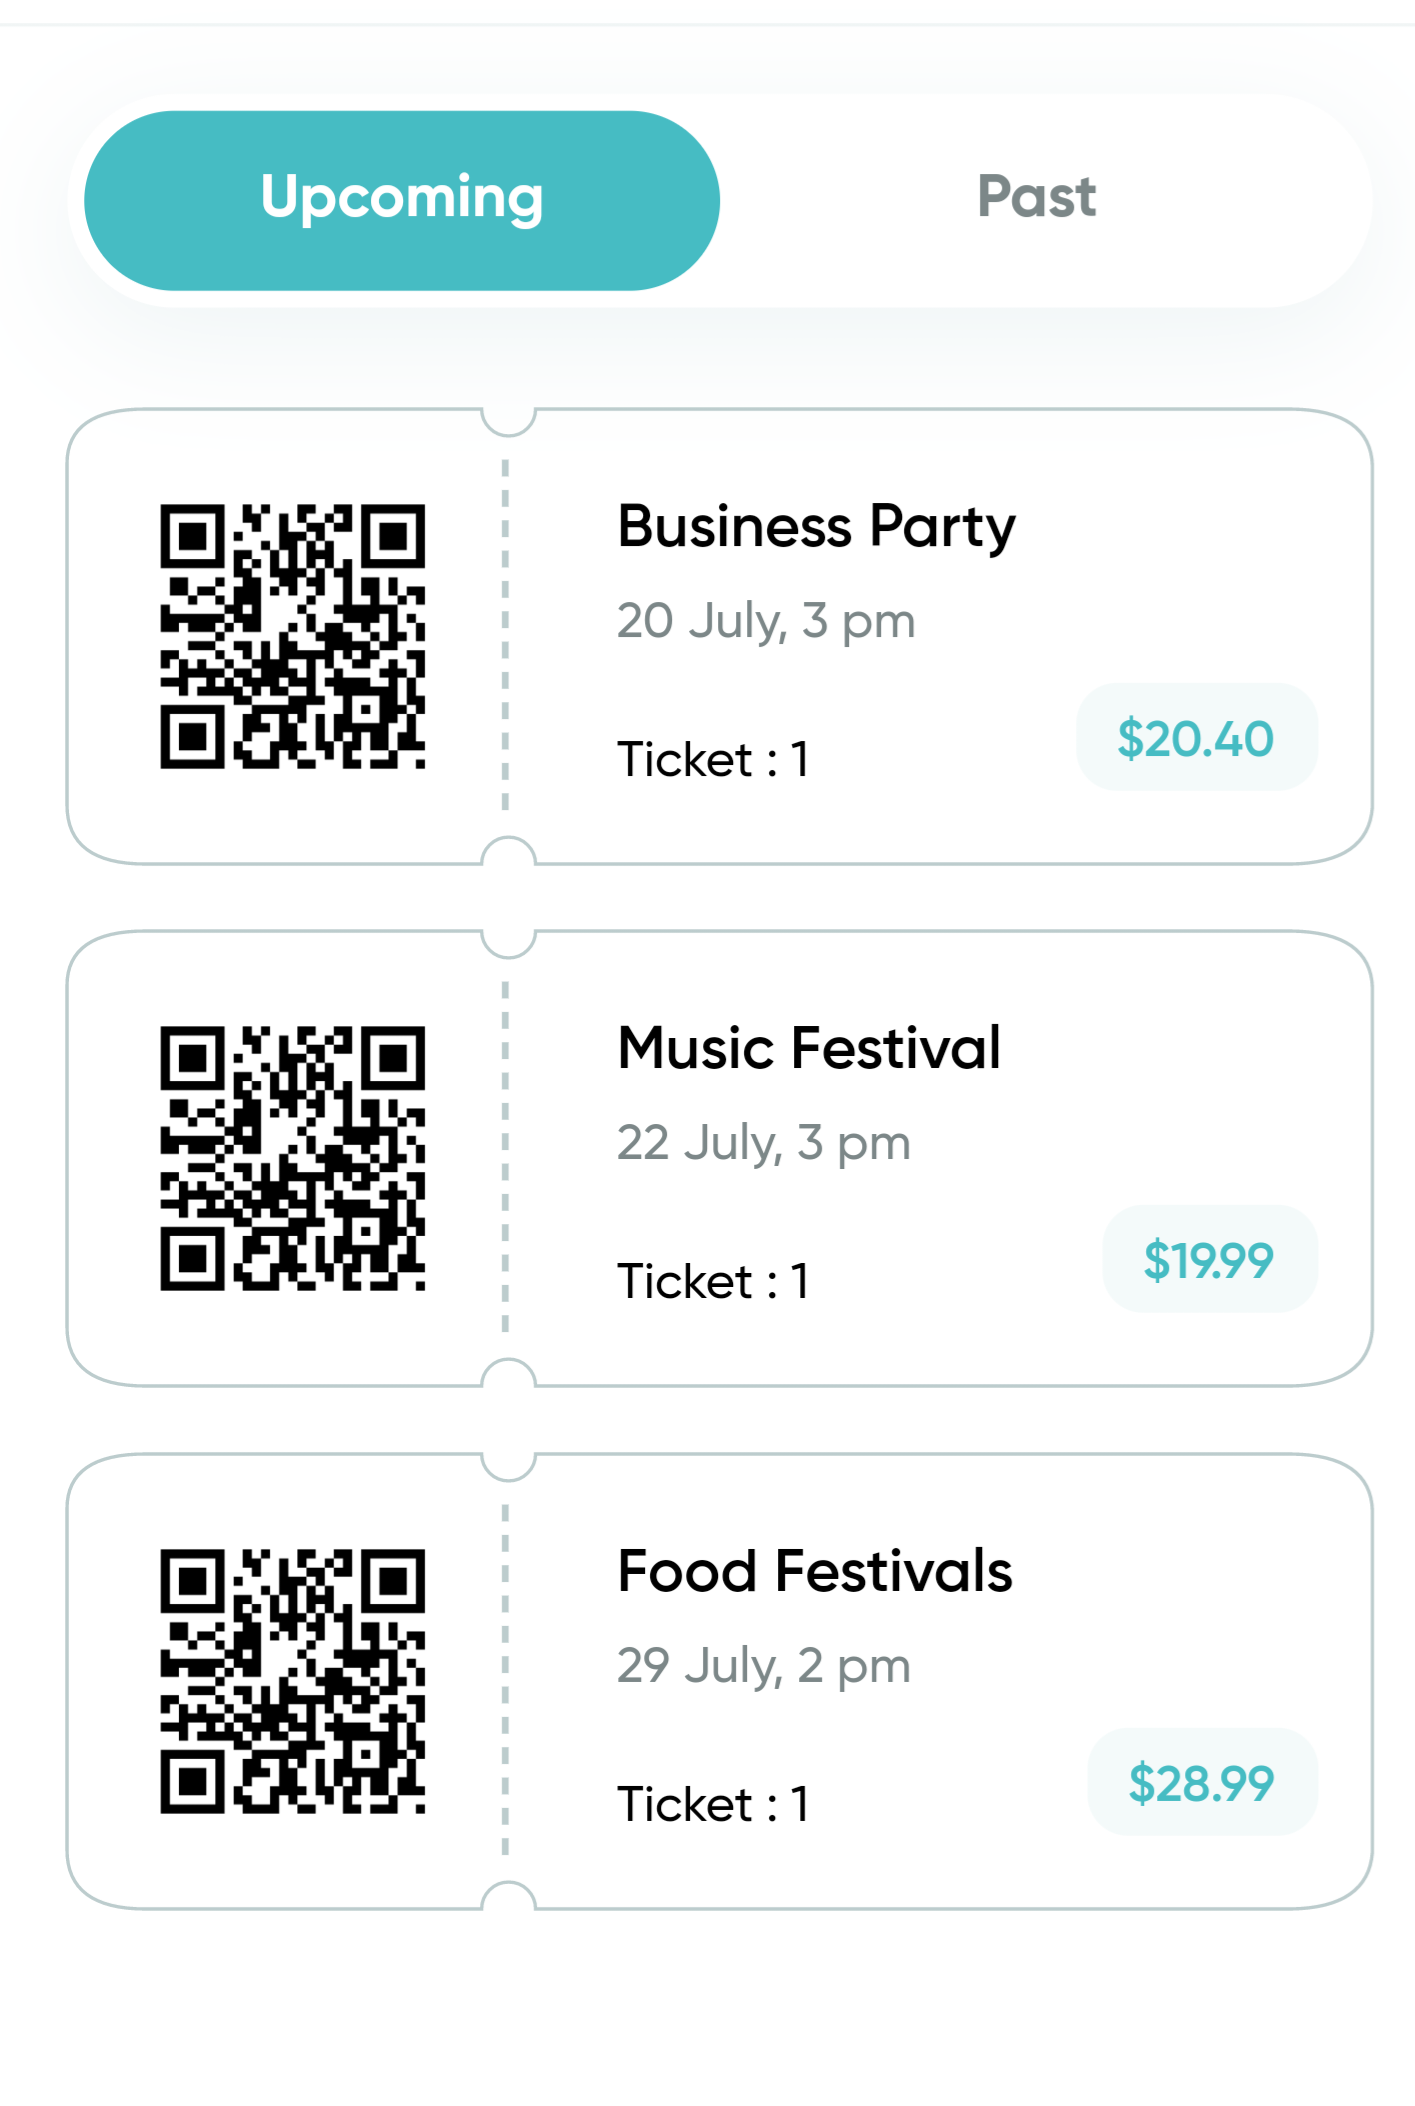 Upcoming
Past
Business Party
20 July, 3 pm
Ticket : 1
$20.40
Music Festival
22 July, 3 pm
Ticket : 1
$19.99
Food Festivals
29 July, 2 pm
Ticket : 1
$28.99